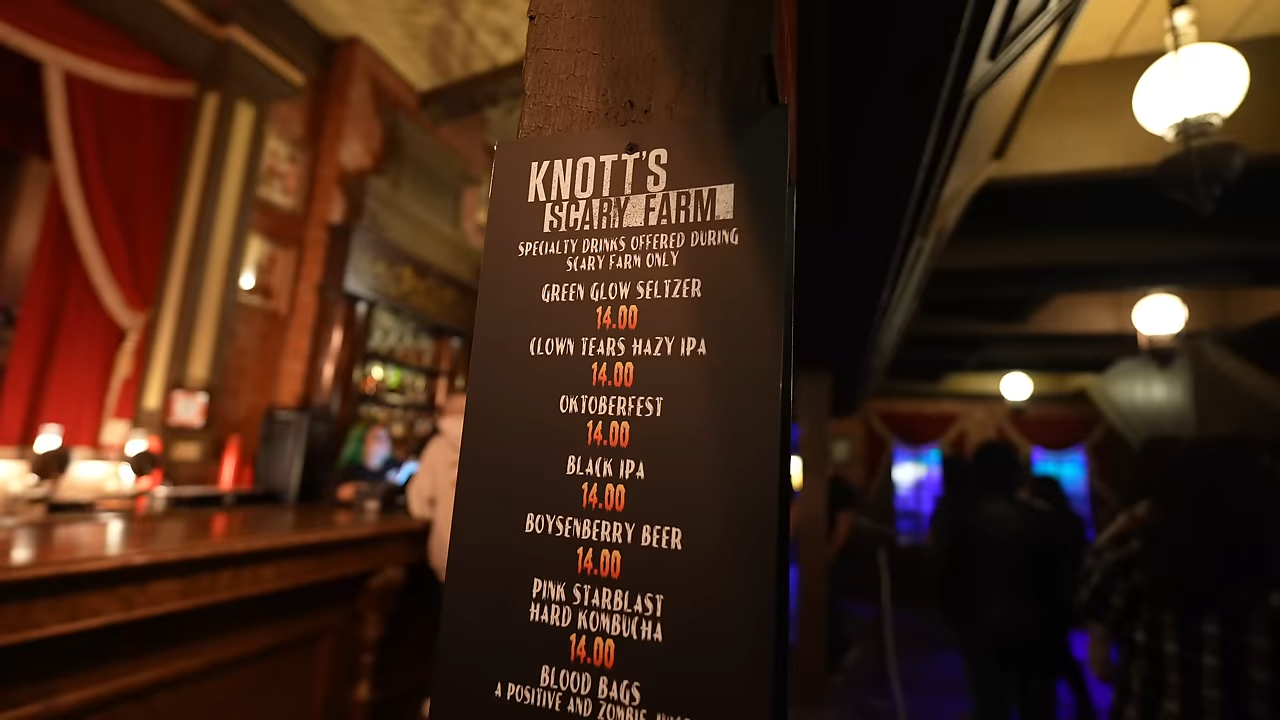 KNOTT'S
SCARY FARM
SPECIALTY DRINKS OFFERED DURING
SCARY FARM ONLY
GREEN GLOW SELTZER
14.00
CLOWN TEARS HAZY IPA
14.00
OKTOBERFEST
14.00
BLACK IPA
14.00
BOYSENBERRY BEER
14.00
PINK STARBLAST
HARD KOMBUCHA
14.00
BLOOD BAGS
A POSITIVE AND ZOMBIE